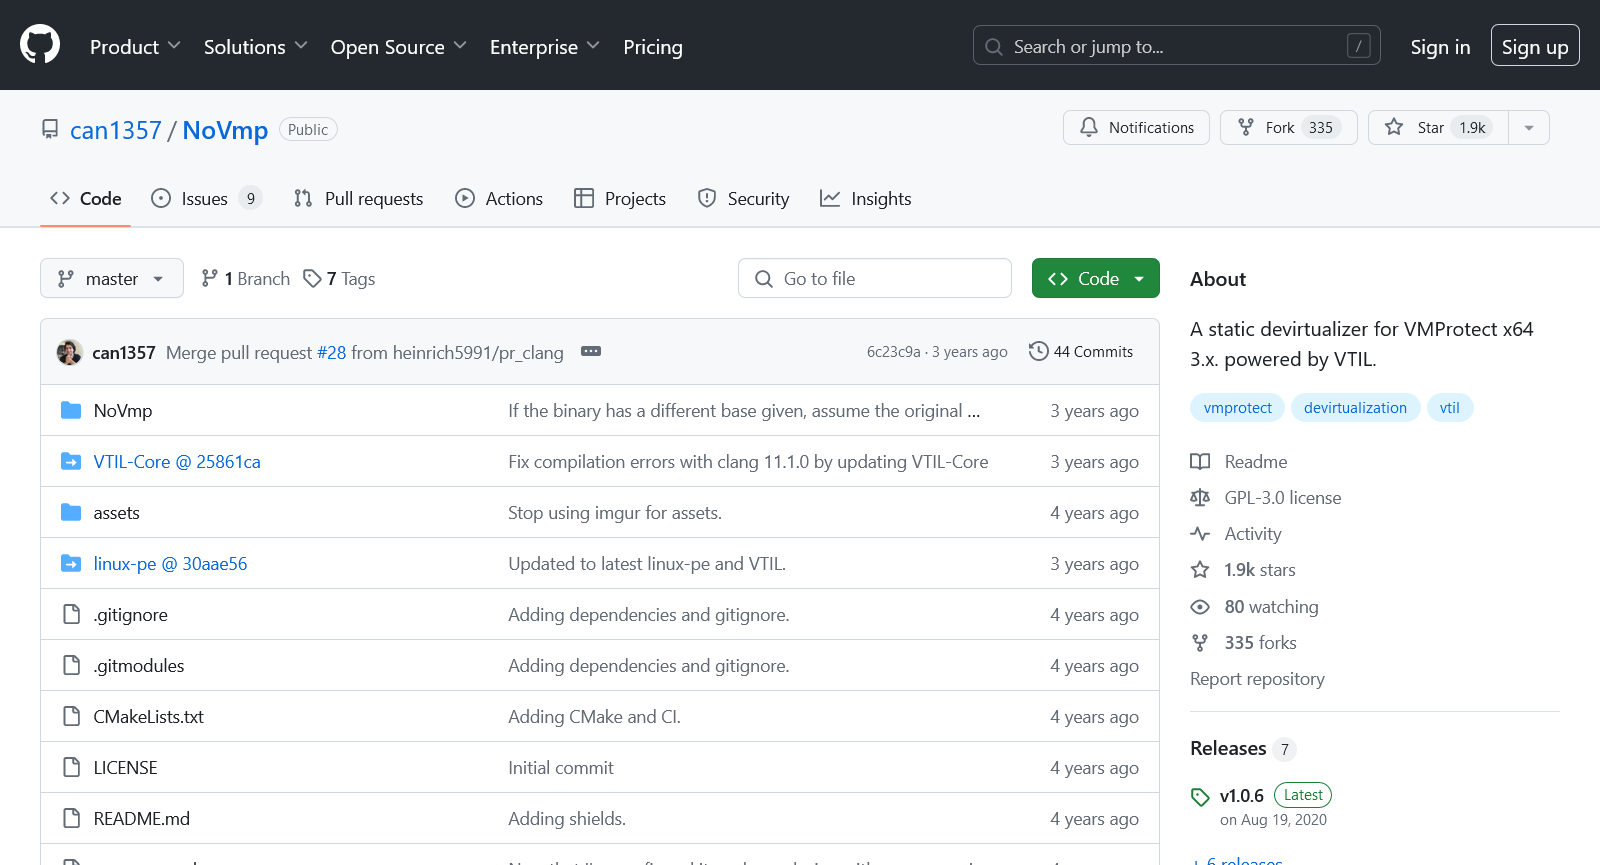 Product Solutions Open Source Enterprise Pricing Search or jump to... / Sign in Sign up
can1357 / NoVmp Public Notifications Fork 335 Star 1.9k
Code Issues 9 Pull requests Actions Projects Security Insights
master 1 Branch 7 Tags Go to file Code
can1357 Merge pull request #28 from heinrich5991/pr_clang 6c23c9a · 3 years ago 44 Commits
NoVmp If the binary has a different base given, assume the original ... 3 years ago
VTIL-Core @ 25861ca Fix compilation errors with clang 11.1.0 by updating VTIL-Core 3 years ago
assets Stop using imgur for assets. 4 years ago
linux-pe @ 30aae56 Updated to latest linux-pe and VTIL. 3 years ago
.gitignore Adding dependencies and gitignore. 4 years ago
.gitmodules Adding dependencies and gitignore. 4 years ago
CMakeLists.txt Adding CMake and CI. 4 years ago
LICENSE Initial commit 4 years ago
README.md Adding shields. 4 years ago
About
A static devirtualizer for VMProtect x64
3.x. powered by VTIL.
vmprotect devirtualization vtil
Readme
GPL-3.0 license
Activity
1.9k stars
80 watching
335 forks
Report repository
Releases 7
v1.0.6 Latest
on Aug 19, 2020
+ 6 releases